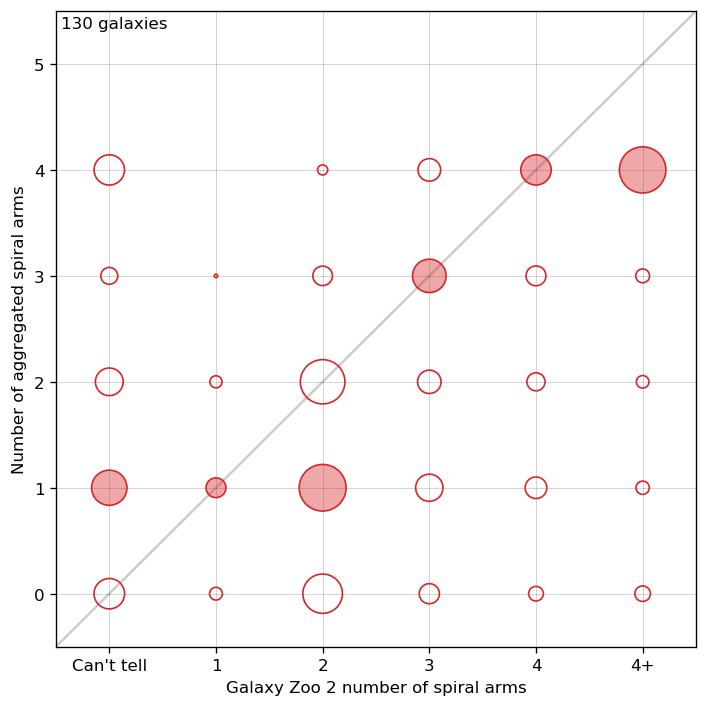 130 galaxies
Number of aggregated spiral arms
5
4
3
2
1
0
Can't tell 1 2 3 4 4+
Galaxy Zoo 2 number of spiral arms